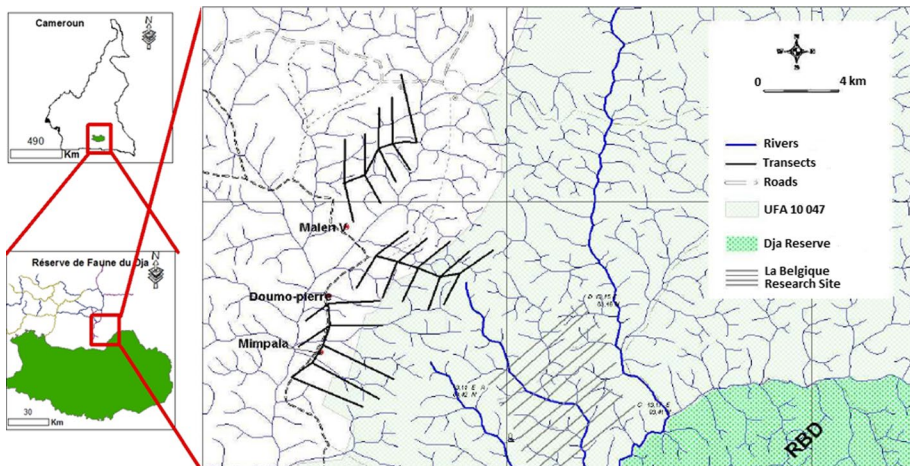 Cameroun
N
490
Km
Réserve de Faune du Dja
N
30
Km
Malen V
Doumo-pierre
Mimpala
0 4 km
Rivers
Transects
Roads
UFA 10 047
Dja Reserve
La Belgique
Research Site
RBD